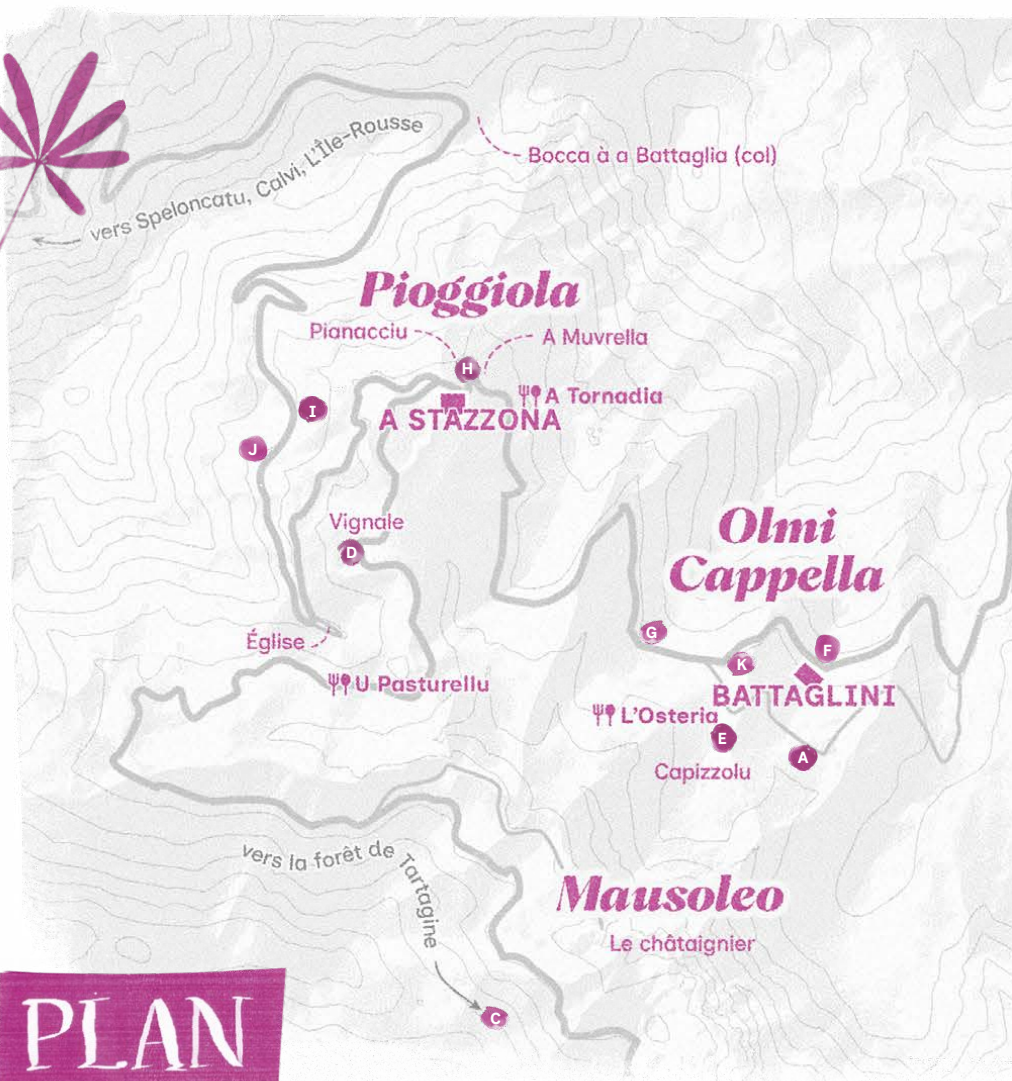 Bocca à a Battaglia (col)
vers Speloncatu, Calvi, L'Île-Rousse
Pioggiola
Pianacciu
A Muvrella
H
A Tornadia
A STAZZONA
I
J
Vignale
D
Olmi
Cappella
Église
G
F
K
U Pasturellu
BATTAGLINI
L'Osteria
E
A
Capizzolu
vers la forêt de Tartagine
Mausoleo
Le châtaignier
C
PLAN